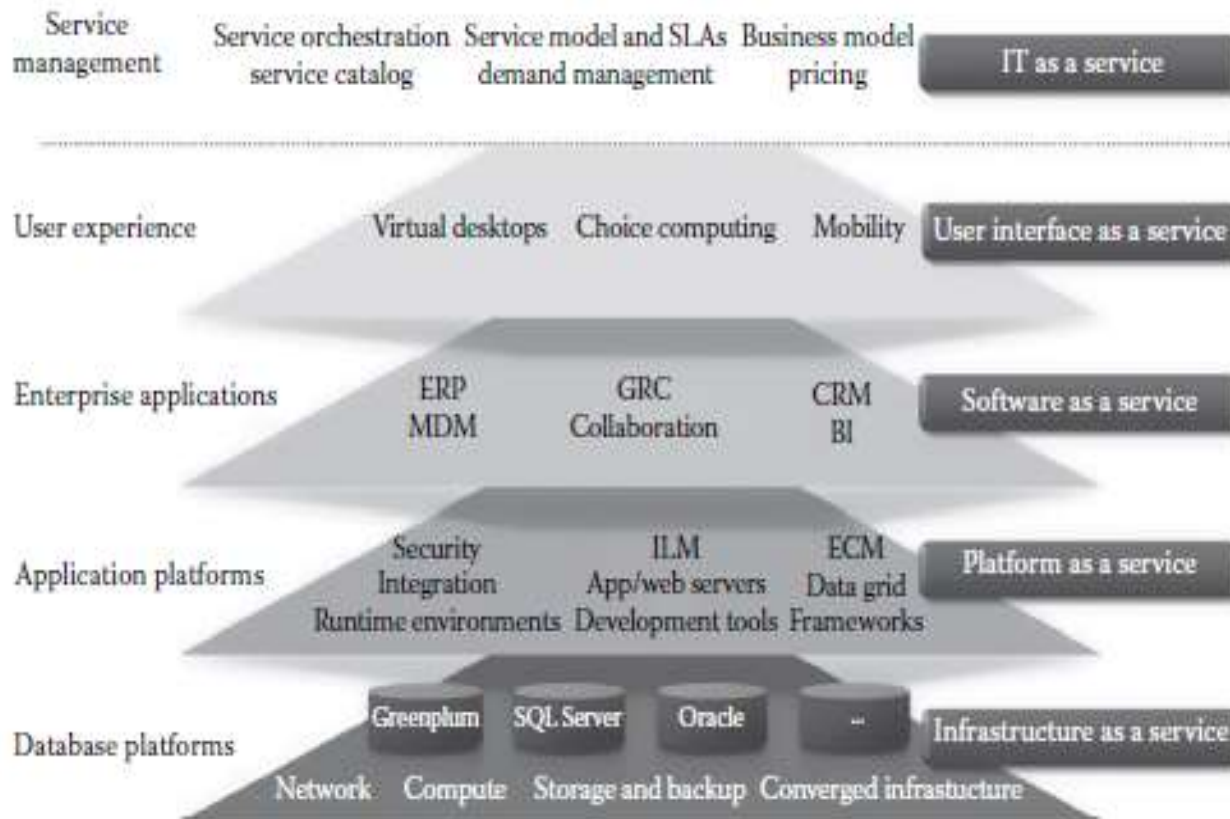 Service management
Service orchestration service catalog
Service model and SLAs demand management
Business model pricing
IT as a service
User experience
Virtual desktops Choice computing Mobility
User interface as a service
Enterprise applications
ERP GRC CRM
MDM Collaboration BI
Software as a service
Application platforms
Security ILM ECM
Integration App/web servers Data grid
Runtime environments Development tools Frameworks
Platform as a service
Database platforms
Greenplum SQL Server Oracle ...
Network Compute Storage and backup Converged infrastucture
Infrastructure as a service